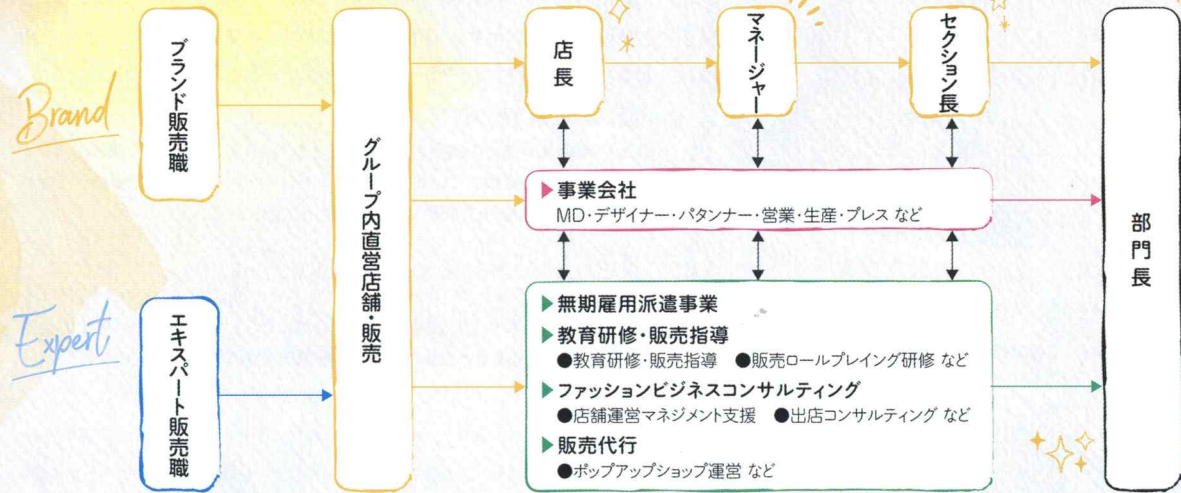 Brand
ブランド販売職
Expert
エキスパート販売職
グループ内直営店舗・販売
店長
マネージャー
セクション長
▶事業会社
MD・デザイナー・パタンナー・営業・生産・プレス など
▶無期雇用派遣事業
▶教育研修・販売指導
●教育研修・販売指導 ●販売ロールプレイング研修 など
▶ファッションビジネスコンサルティング
●店舗運営マネジメント支援 ●出店コンサルティング など
▶販売代行
●ポップアップショップ運営 など
部門長